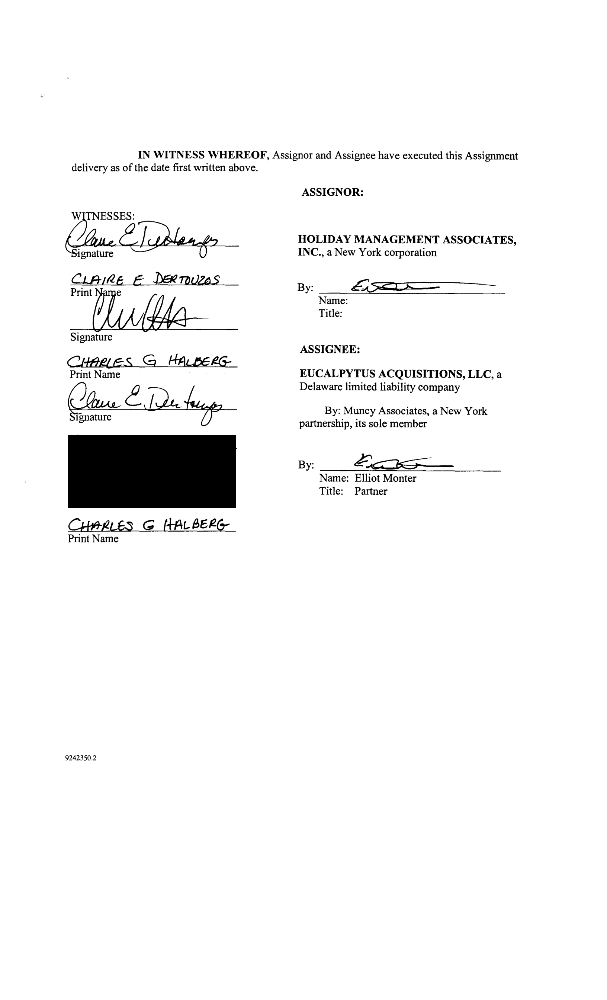 IN WITNESS WHEREOF, Assignor and Assignee have executed this Assignment
delivery as of the date first written above.
ASSIGNOR:
WITNESSES:
Claire E Dertouzos
Signature
CLAIRE E DERTOUZOS
Print Name
Signature
CHARLES G HALBERG
Print Name
Claire E Dertouzos
Signature
CHARLES G HALBERG
Print Name
HOLIDAY MANAGEMENT ASSOCIATES,
INC., a New York corporation
By:
Name:
Title:
ASSIGNEE:
EUCALPYTUS ACQUISITIONS, LLC, a
Delaware limited liability company
By: Muncy Associates, a New York
partnership, its sole member
By:
Name: Elliot Monter
Title: Partner
9242350.2